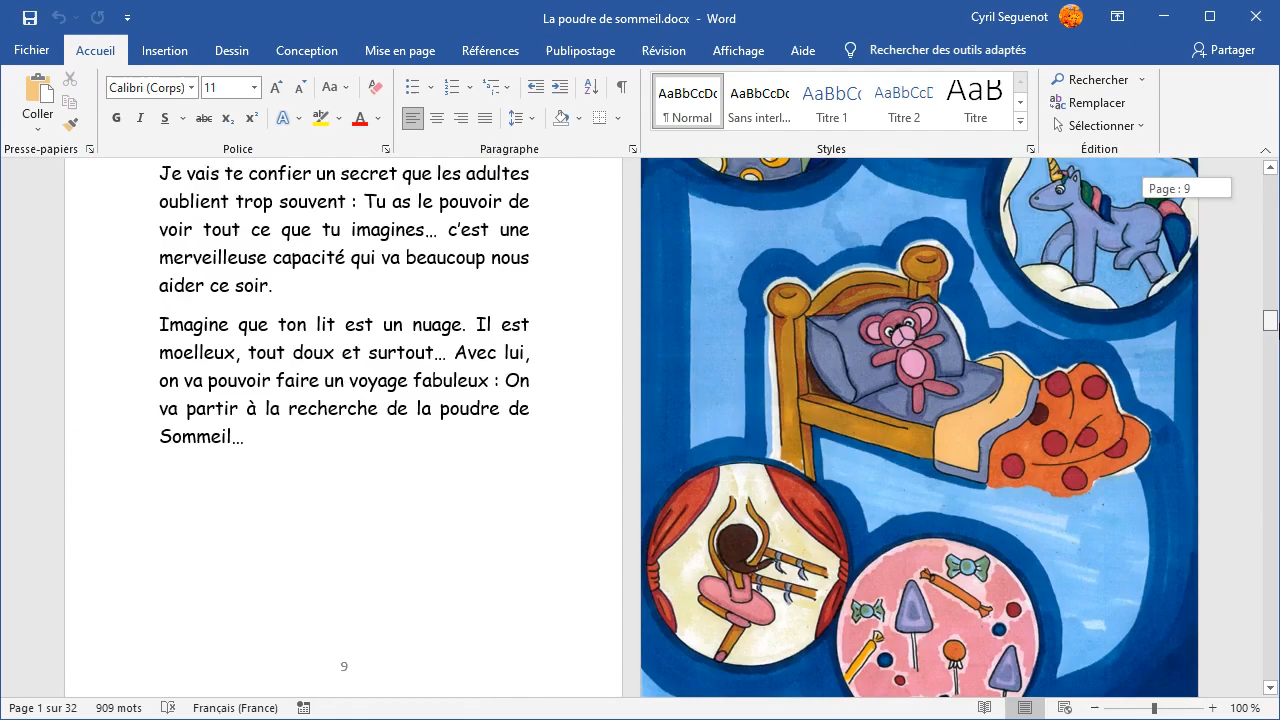 La poudre de sommeil.docx - Word
Cyril Seguenot
Fichier Accueil Insertion Dessin Conception Mise en page Références Publipostage Révision Affichage Aide Rechercher des outils adaptés Partager
Coller
Calibri (Corps) 11
Aa
G I S abc x₂ x² A A
AaBbCcDc AaBbCcDc AaBbCc AaBbCcD AaB
¶ Normal Sans interl... Titre 1 Titre 2 Titre
Rechercher
Remplacer
Sélectionner
Presse-papiers Police Paragraphe Styles Édition
Je vais te confier un secret que les adultes
oublient trop souvent : Tu as le pouvoir de
voir tout ce que tu imagines… c’est une
merveilleuse capacité qui va beaucoup nous
aider ce soir.
Imagine que ton lit est un nuage. Il est
moelleux, tout doux et surtout… Avec lui,
on va pouvoir faire un voyage fabuleux : On
va partir à la recherche de la poudre de
Sommeil…
9
Page : 9
Page 1 sur 32 909 mots Français (France) 100 %